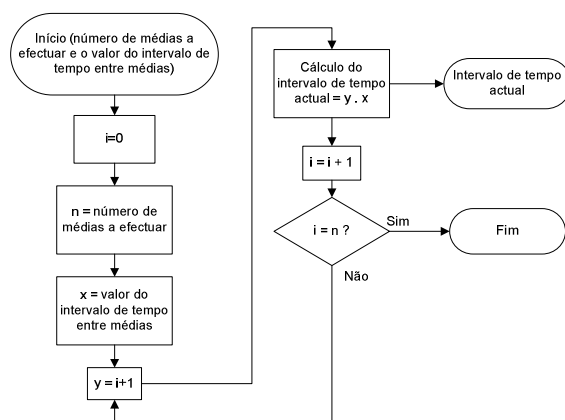 Início (número de médias a
efectuar e o valor do intervalo de
tempo entre médias)
i=0
n = número de
médias a efectuar
x = valor do
intervalo de tempo
entre médias
y = i+1
Cálculo do
intervalo de tempo
actual = y . x
Intervalo de tempo
actual
i = i + 1
i = n ?
Sim
Fim
Não